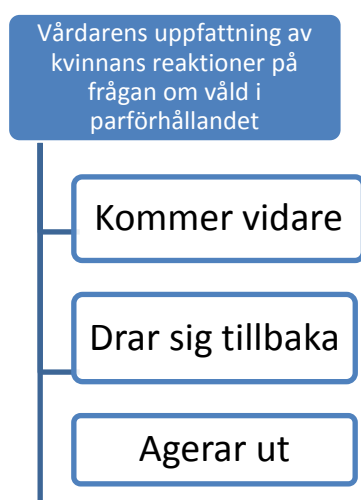 Vårdarens uppfattning av
kvinnans reaktioner på
frågan om våld i
parförhållandet
Kommer vidare
Drar sig tillbaka
Agerar ut